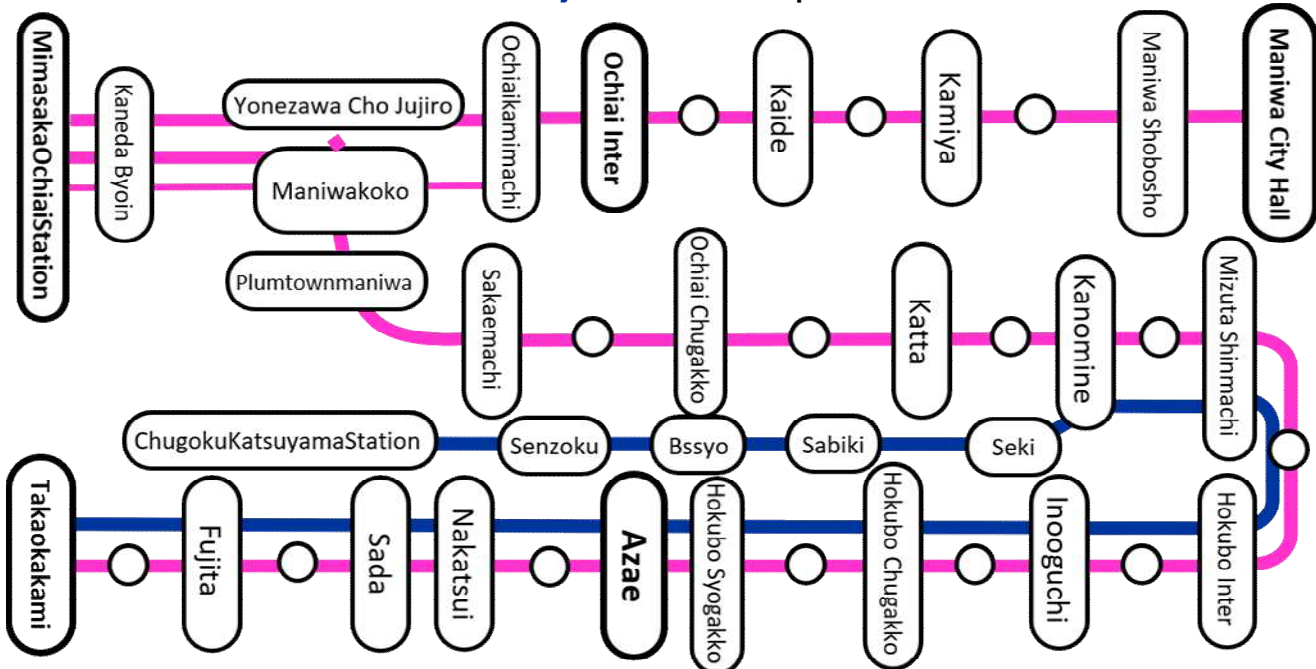 MimasakaOchiaiStation
Kaneda Byoin
Yonezawa Cho Jujiro
Maniwakoko
Plumtownmaniwa
Ochiaikamimachi
Ochiai Inter
Kaide
Kamiya
Maniwa Shobosho
Maniwa City Hall
Sakaemachi
Ochiai Chugakko
Katta
Kanomine
Mizuta Shinmachi
ChugokuKatsuyamaStation
Senzoku
Bssyo
Sabiki
Seki
Takaokakami
Fujita
Sada
Nakatsui
Azae
Hokubo Syogakko
Hokubo Chugakko
Inooguchi
Hokubo Inter